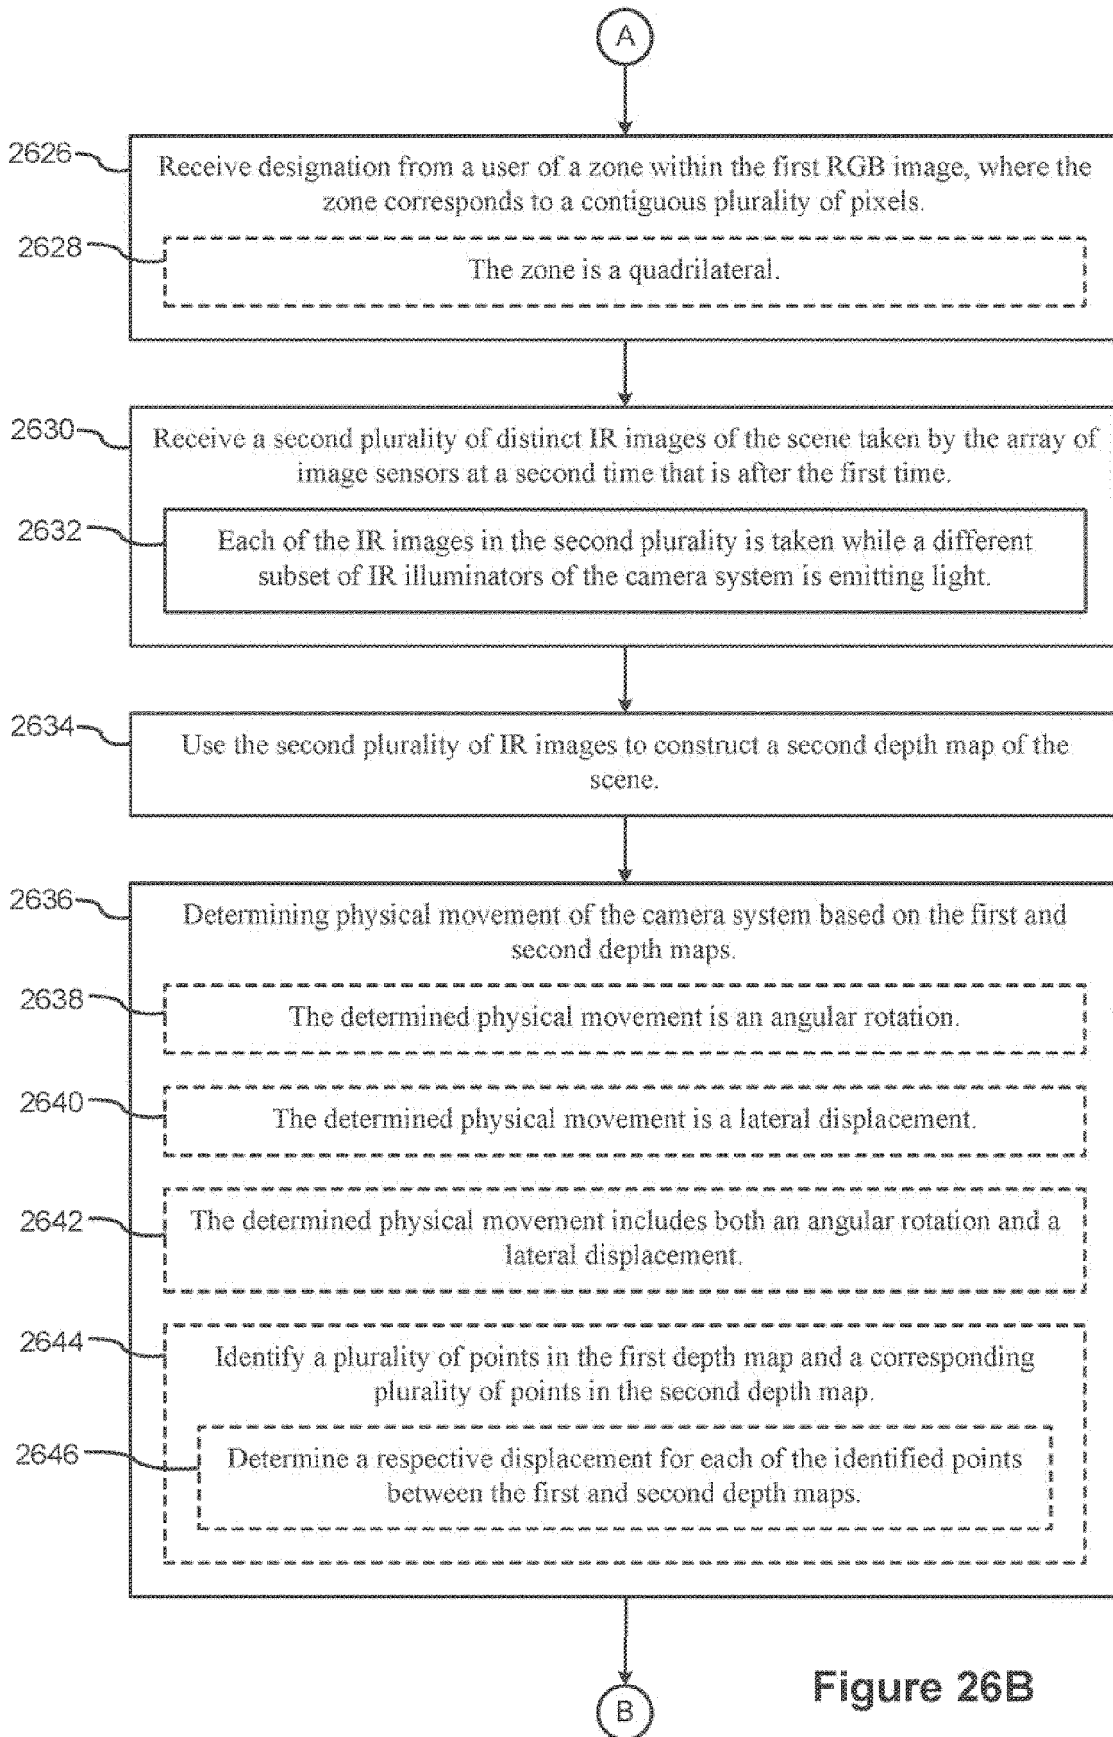 A
2626
Receive designation from a user of a zone within the first RGB image, where the
zone corresponds to a contiguous plurality of pixels.
2628
The zone is a quadrilateral.
2630
Receive a second plurality of distinct IR images of the scene taken by the array of
image sensors at a second time that is after the first time.
2632
Each of the IR images in the second plurality is taken while a different
subset of IR illuminators of the camera system is emitting light.
2634
Use the second plurality of IR images to construct a second depth map of the
scene.
2636
Determining physical movement of the camera system based on the first and
second depth maps.
2638
The determined physical movement is an angular rotation.
2640
The determined physical movement is a lateral displacement.
2642
The determined physical movement includes both an angular rotation and a
lateral displacement.
2644
Identify a plurality of points in the first depth map and a corresponding
plurality of points in the second depth map.
2646
Determine a respective displacement for each of the identified points
between the first and second depth maps.
Figure 26B
B